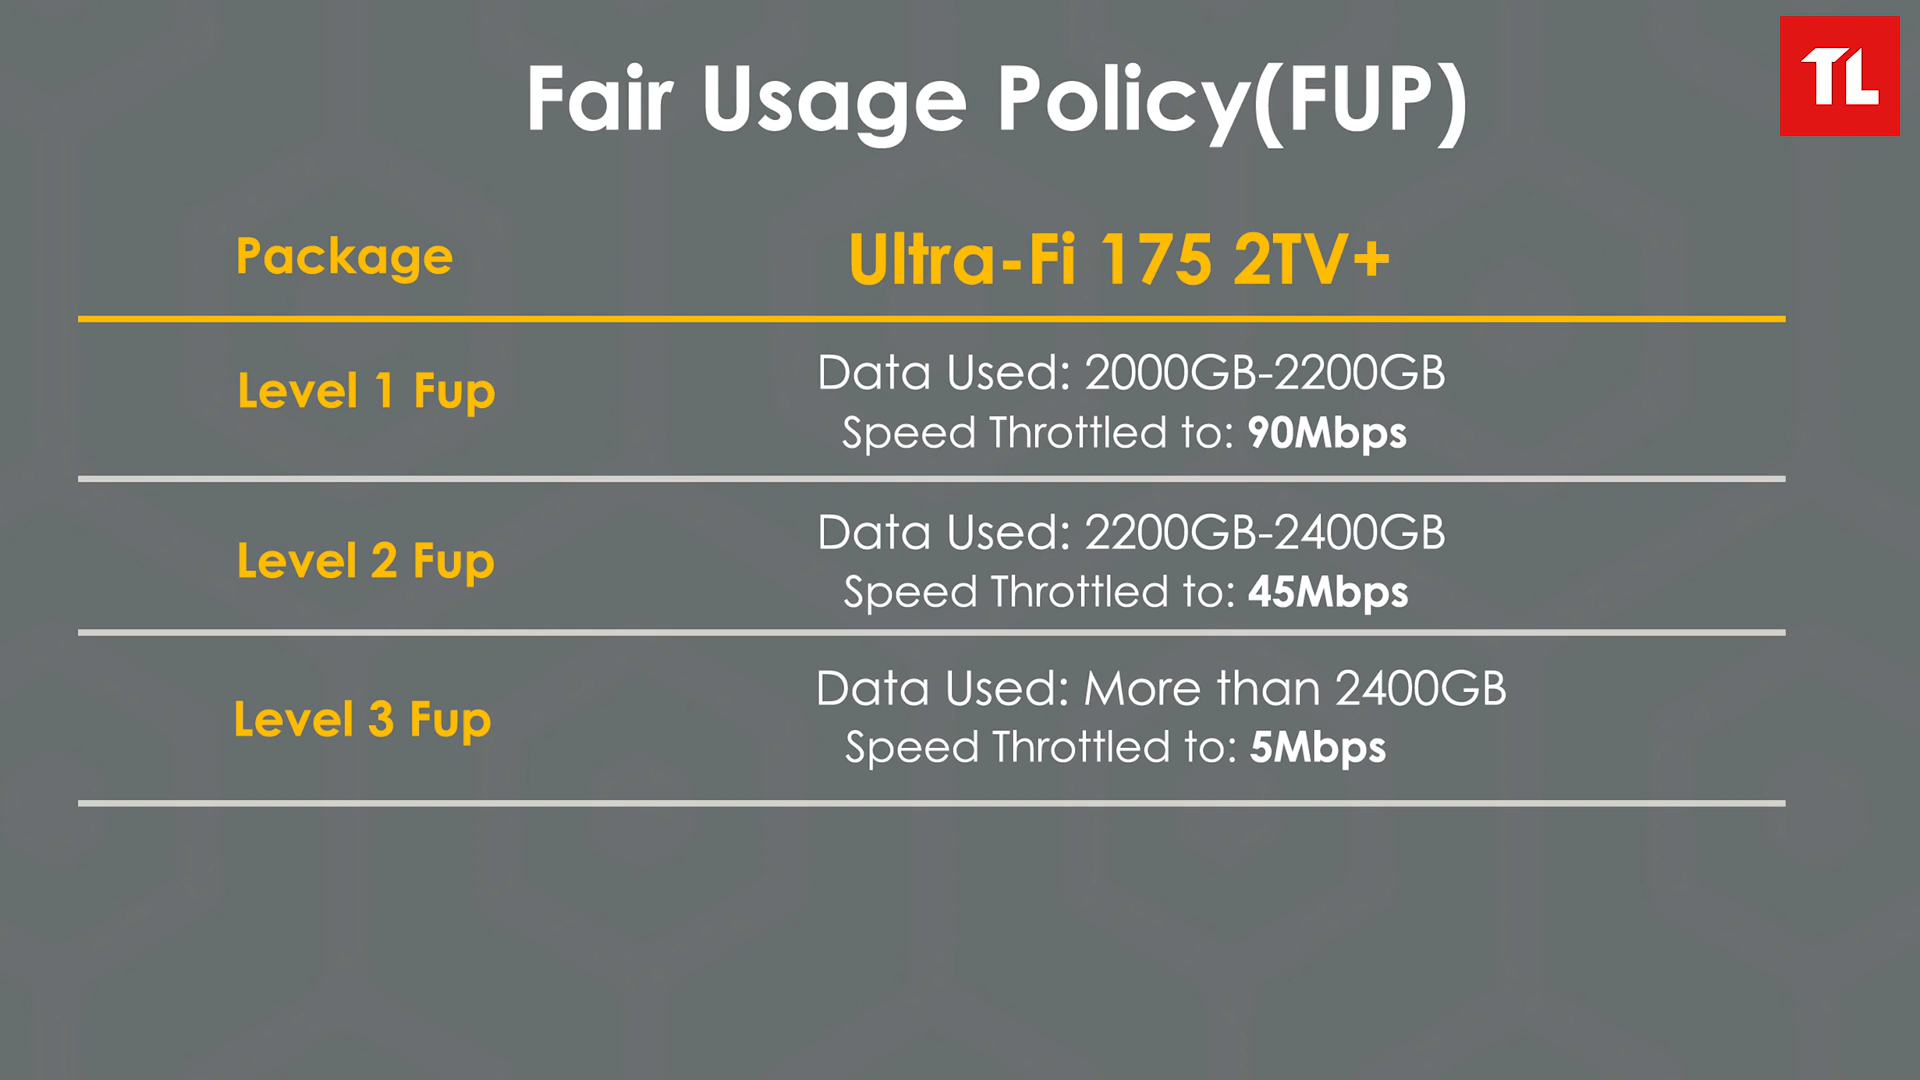 Fair Usage Policy(FUP)
TL
Package
Ultra-Fi 175 2TV+
Level 1 Fup
Data Used: 2000GB-2200GB
Speed Throttled to: 90Mbps
Level 2 Fup
Data Used: 2200GB-2400GB
Speed Throttled to: 45Mbps
Level 3 Fup
Data Used: More than 2400GB
Speed Throttled to: 5Mbps